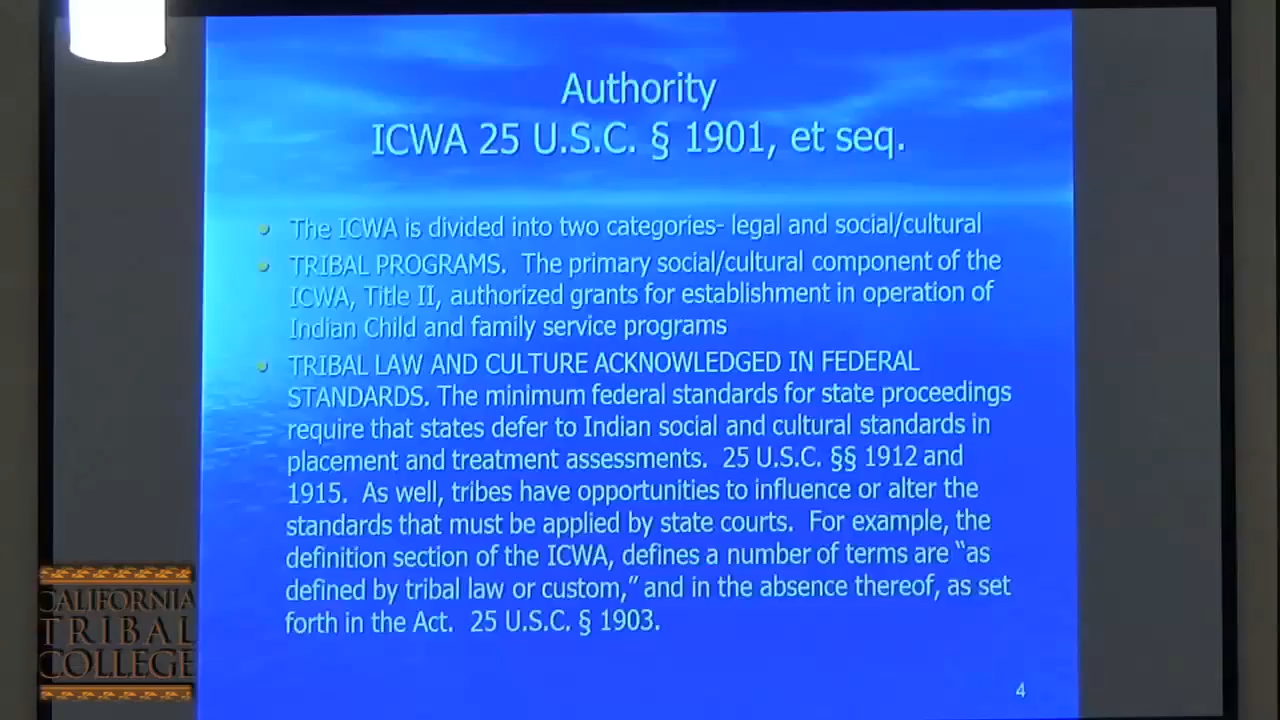 Authority
ICWA 25 U.S.C. § 1901, et seq.
• The ICWA is divided into two categories- legal and social/cultural
• TRIBAL PROGRAMS. The primary social/cultural component of the
ICWA, Title II, authorized grants for establishment in operation of
Indian Child and family service programs
• TRIBAL LAW AND CULTURE ACKNOWLEDGED IN FEDERAL
STANDARDS. The minimum federal standards for state proceedings
require that states defer to Indian social and cultural standards in
placement and treatment assessments. 25 U.S.C. §§ 1912 and
1915. As well, tribes have opportunities to influence or alter the
standards that must be applied by state courts. For example, the
definition section of the ICWA, defines a number of terms are “as
defined by tribal law or custom,” and in the absence thereof, as set
forth in the Act. 25 U.S.C. § 1903.
4
CALIFORNIA
TRIBAL
COLLEGE